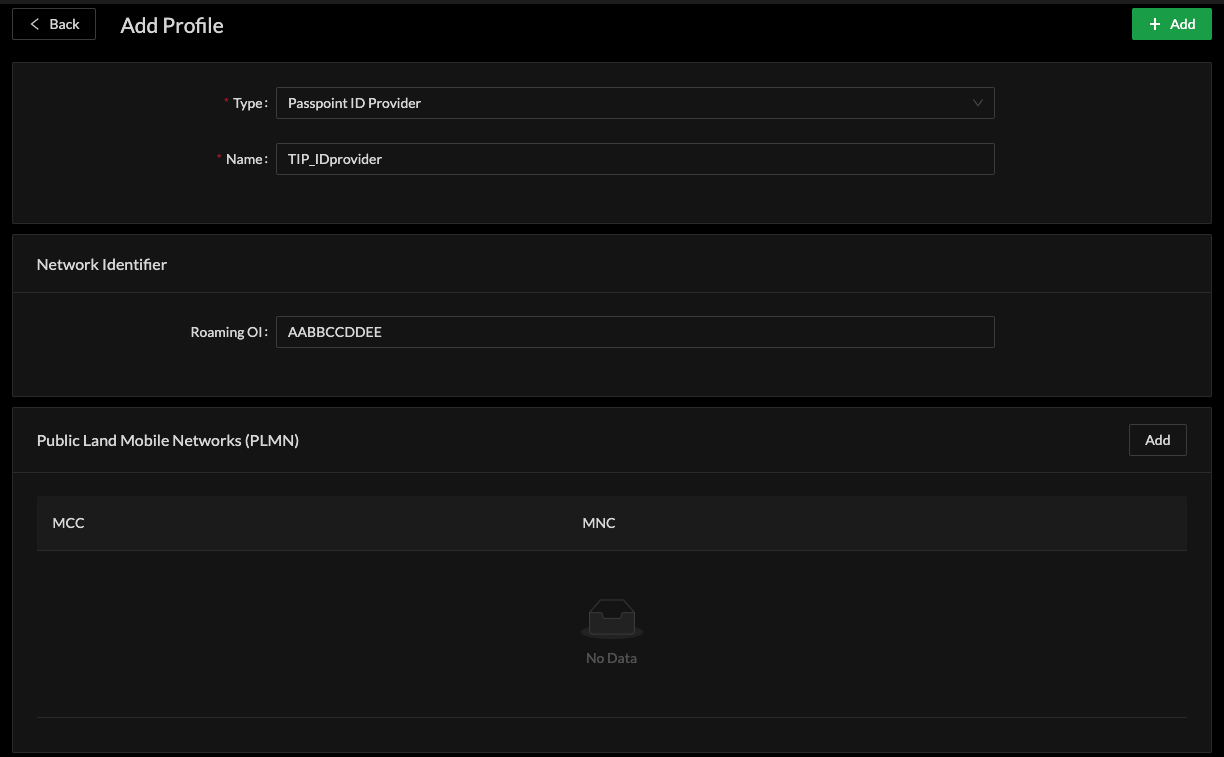 Back
Add Profile
+ Add
* Type:
Passpoint ID Provider
* Name:
TIP_IDprovider
Network Identifier
Roaming OI:
AABBCCDDEE
Public Land Mobile Networks (PLMN)
Add
MCC
MNC
No Data